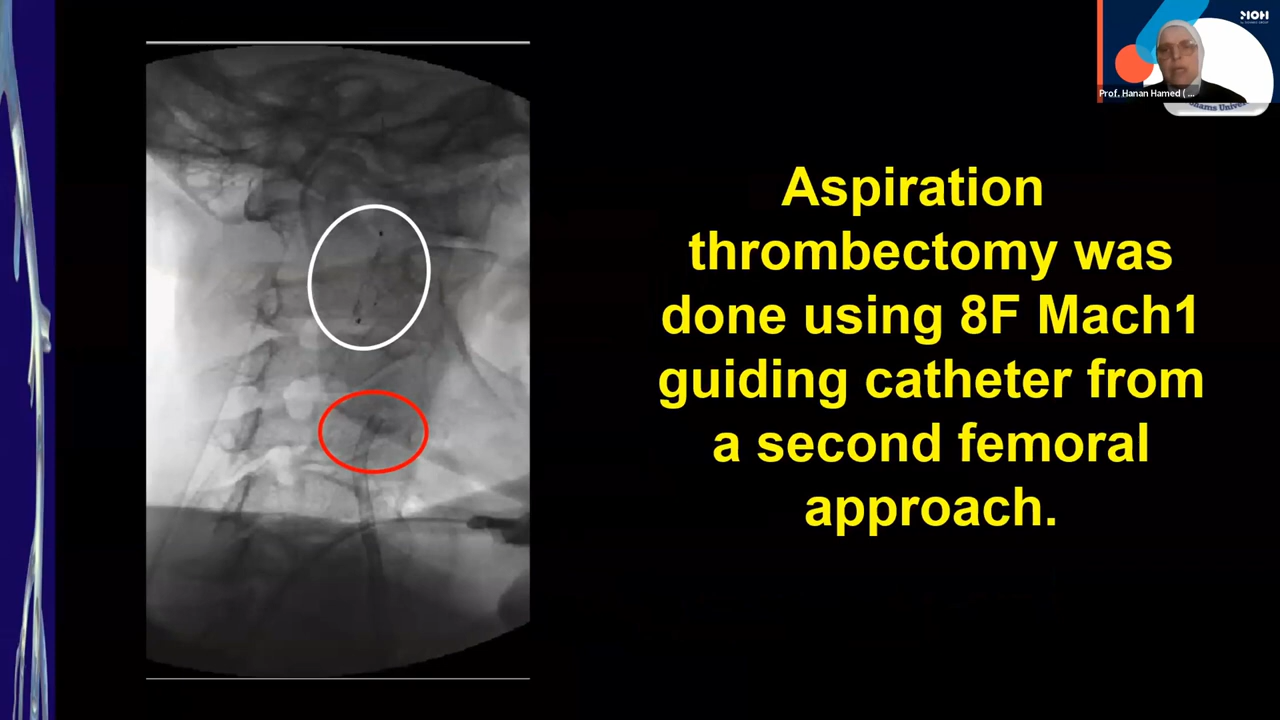 Aspiration
thrombectomy was
done using 8F Mach1
guiding catheter from
a second femoral
approach.
Prof. Hanan Hamed ( ...